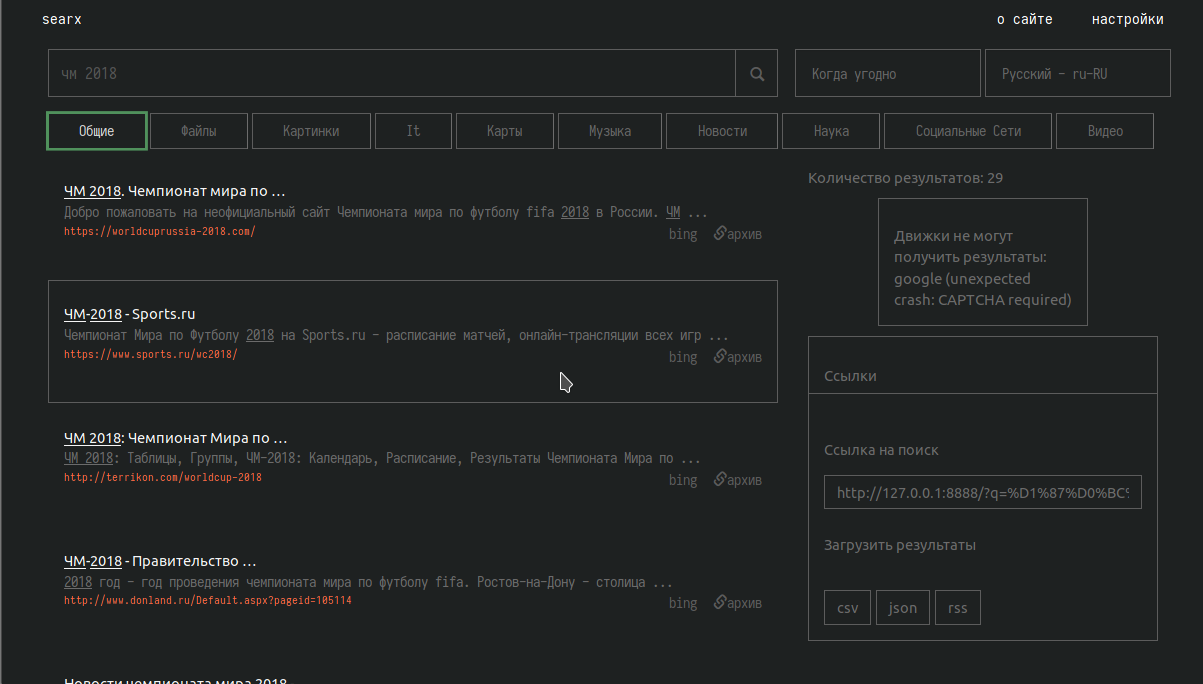 searx
о сайте
настройки
чм 2018
Когда угодно
Русский - ru-RU
Общие
Файлы
Картинки
It
Карты
Музыка
Новости
Наука
Социальные Сети
Видео
ЧМ 2018. Чемпионат мира по ...
Добро пожаловать на неофициальный сайт Чемпионата мира по футболу fifa 2018 в России. ЧМ ...
https://worldcuprussia-2018.com/
bing архив
ЧМ-2018 - Sports.ru
Чемпионат Мира по Футболу 2018 на Sports.ru - расписание матчей, онлайн-трансляции всех игр ...
https://www.sports.ru/wc2018/
bing архив
ЧМ 2018: Чемпионат Мира по ...
ЧМ 2018: Таблицы, Группы, ЧМ-2018: Календарь, Расписание, Результаты Чемпионата Мира по ...
http://terrikon.com/worldcup-2018
bing архив
ЧМ-2018 - Правительство ...
2018 год - год проведения чемпионата мира по футболу fifa. Ростов-на-Дону - столица ...
http://www.donland.ru/Default.aspx?pageid=105114
bing архив
Новости чемпионата мира 2018
Количество результатов: 29
Движки не могут
получить результаты:
google (unexpected
crash: CAPTCHA required)
Ссылки
Ссылка на поиск
http://127.0.0.1:8888/?q=%D1%87%D0%BC%
Загрузить результаты
csv
json
rss